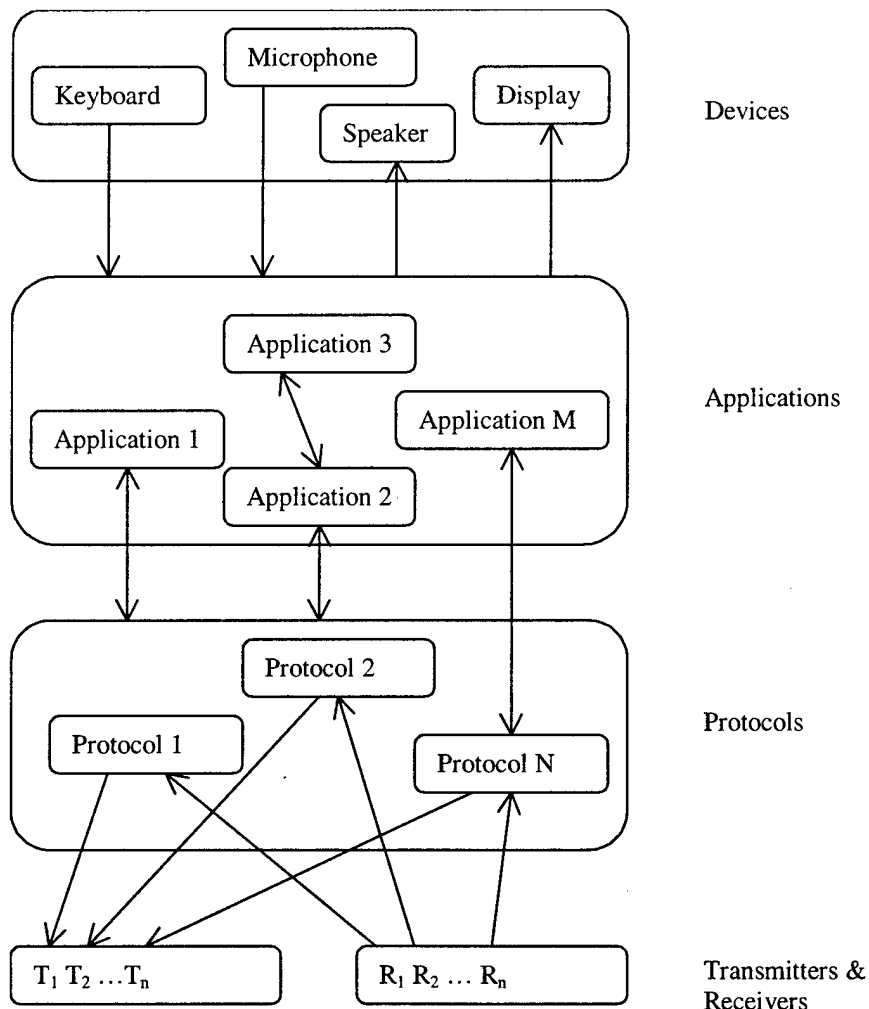 Microphone
Keyboard
Display
Speaker
Devices
Application 3
Application M
Applications
Application 1
Application 2
Protocol 2
Protocol 1
Protocols
Protocol N
T₁ T₂ ...Tₙ
R₁ R₂ ... Rₙ
Transmitters &
Receivers